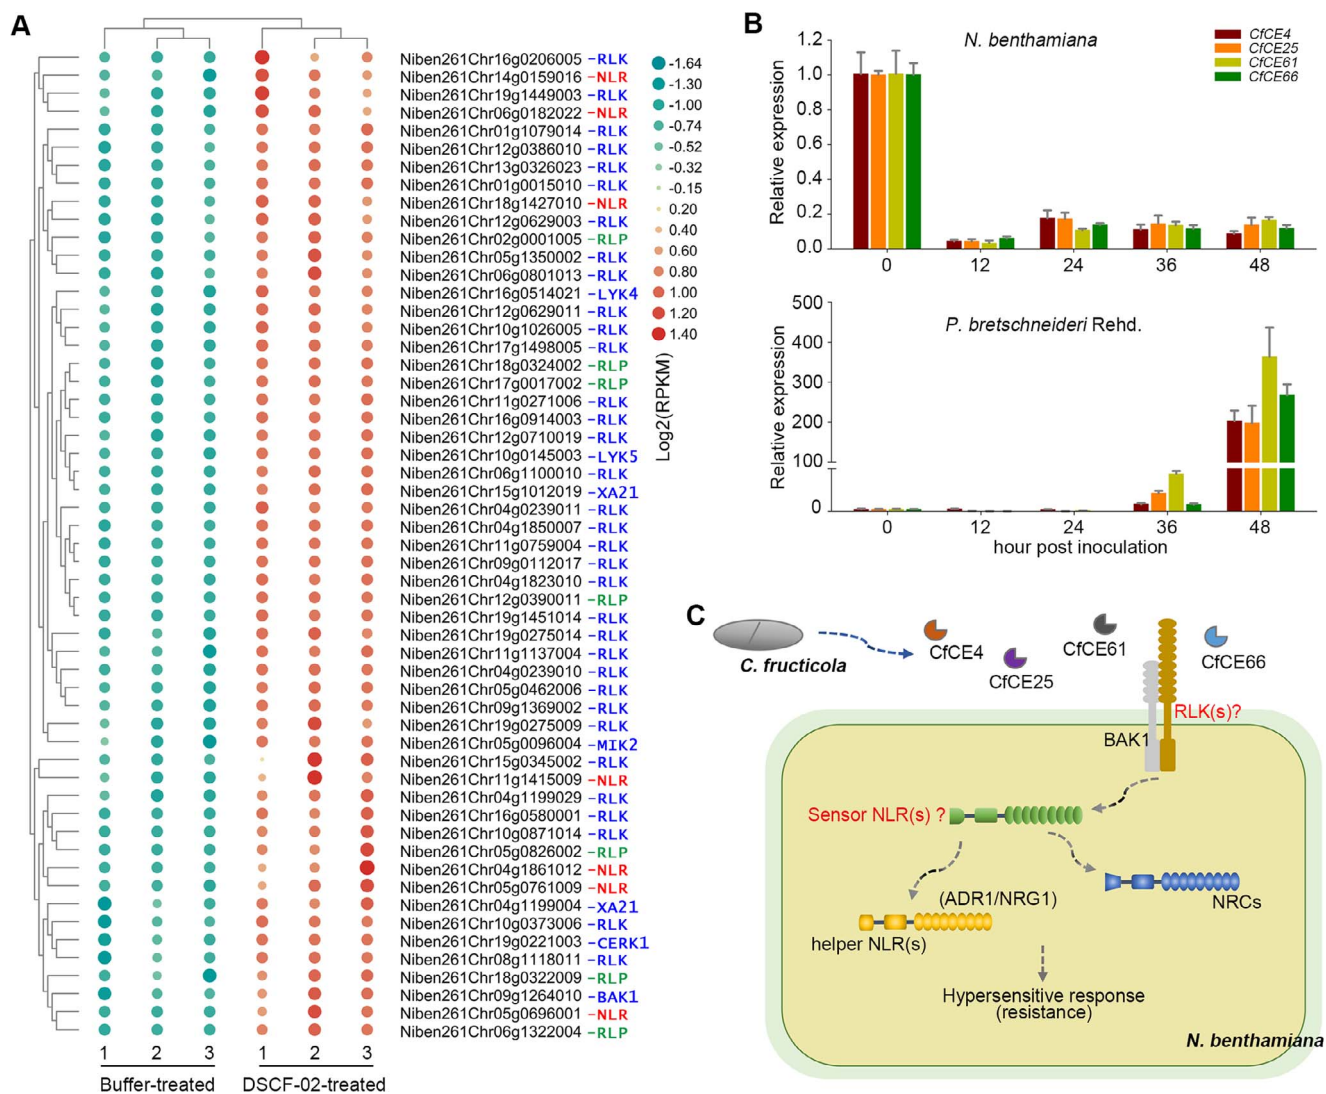 A
Niben261Chr16g0206005 -RLK
Niben261Chr14g0159016 -NLR
Niben261Chr19g1449003 -RLK
Niben261Chr06g0182022 -NLR
Niben261Chr01g1079014 -RLK
Niben261Chr12g0386010 -RLK
Niben261Chr13g0326023 -RLK
Niben261Chr01g0015010 -RLK
Niben261Chr18g1427010 -NLR
Niben261Chr12g0629003 -RLK
Niben261Chr02g0001005 -RLP
Niben261Chr05g1350002 -RLK
Niben261Chr06g0801013 -RLK
Niben261Chr16g0514021 -LYK4
Niben261Chr12g0629011 -RLK
Niben261Chr10g1026005 -RLK
Niben261Chr17g1498005 -RLK
Niben261Chr18g0324002 -RLP
Niben261Chr17g0017002 -RLP
Niben261Chr11g0271006 -RLK
Niben261Chr16g0914003 -RLK
Niben261Chr12g0710019 -RLK
Niben261Chr10g0145003 -LYK5
Niben261Chr06g1100010 -RLK
Niben261Chr15g1012019 -XA21
Niben261Chr04g0239011 -RLK
Niben261Chr04g1850007 -RLK
Niben261Chr11g0759004 -RLK
Niben261Chr09g0112017 -RLK
Niben261Chr04g1823010 -RLK
Niben261Chr12g0390011 -RLP
Niben261Chr19g1451014 -RLK
Niben261Chr19g0275014 -RLK
Niben261Chr11g1137004 -RLK
Niben261Chr04g0239010 -RLK
Niben261Chr05g0462006 -RLK
Niben261Chr09g1369002 -RLK
Niben261Chr19g0275009 -RLK
Niben261Chr05g0096004 -MIK2
Niben261Chr15g0345002 -RLK
Niben261Chr11g1415009 -NLR
Niben261Chr04g1199029 -RLK
Niben261Chr16g0580001 -RLK
Niben261Chr10g0871014 -RLK
Niben261Chr05g0826002 -RLP
Niben261Chr04g1861012 -NLR
Niben261Chr05g0761009 -NLR
Niben261Chr04g1199004 -XA21
Niben261Chr10g0373006 -RLK
Niben261Chr19g0221003 -CERK1
Niben261Chr08g1118011 -RLK
Niben261Chr18g0322009 -RLP
Niben261Chr09g1264010 -BAK1
Niben261Chr05g0696001 -NLR
Niben261Chr06g1322004 -RLP
1 2 3 1 2 3
Buffer-treated DSCF-02-treated
-1.64
-1.30
-1.00
-0.74
-0.52
-0.32
-0.15
0.20
0.40
0.60
0.80
1.00
1.20
1.40
Log2(RPKM)
B
N. benthamiana
CfCE4
CfCE25
CfCE61
CfCE66
Relative expression
1.2
1.0
0.8
0.6
0.4
0.2
0.0
0 12 24 36 48
P. bretschneideri Rehd.
Relative expression
500
400
300
200
100
0
0 12 24 36 48
hour post inoculation
C
C. fructicola
CfCE4
CfCE25
CfCE61
CfCE66
RLK(s)?
BAK1
Sensor NLR(s) ?
(ADR1/NRG1)
helper NLR(s)
NRCs
Hypersensitive response
(resistance)
N. benthamiana